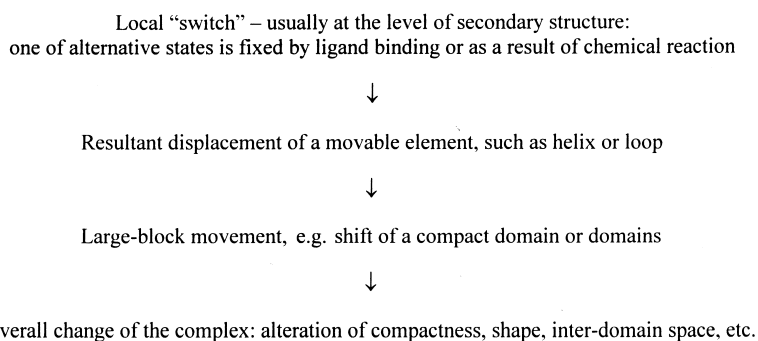 Local “switch” – usually at the level of secondary structure:
one of alternative states is fixed by ligand binding or as a result of chemical reaction
↓
Resultant displacement of a movable element, such as helix or loop
↓
Large-block movement, e.g. shift of a compact domain or domains
↓
verall change of the complex: alteration of compactness, shape, inter-domain space, etc.